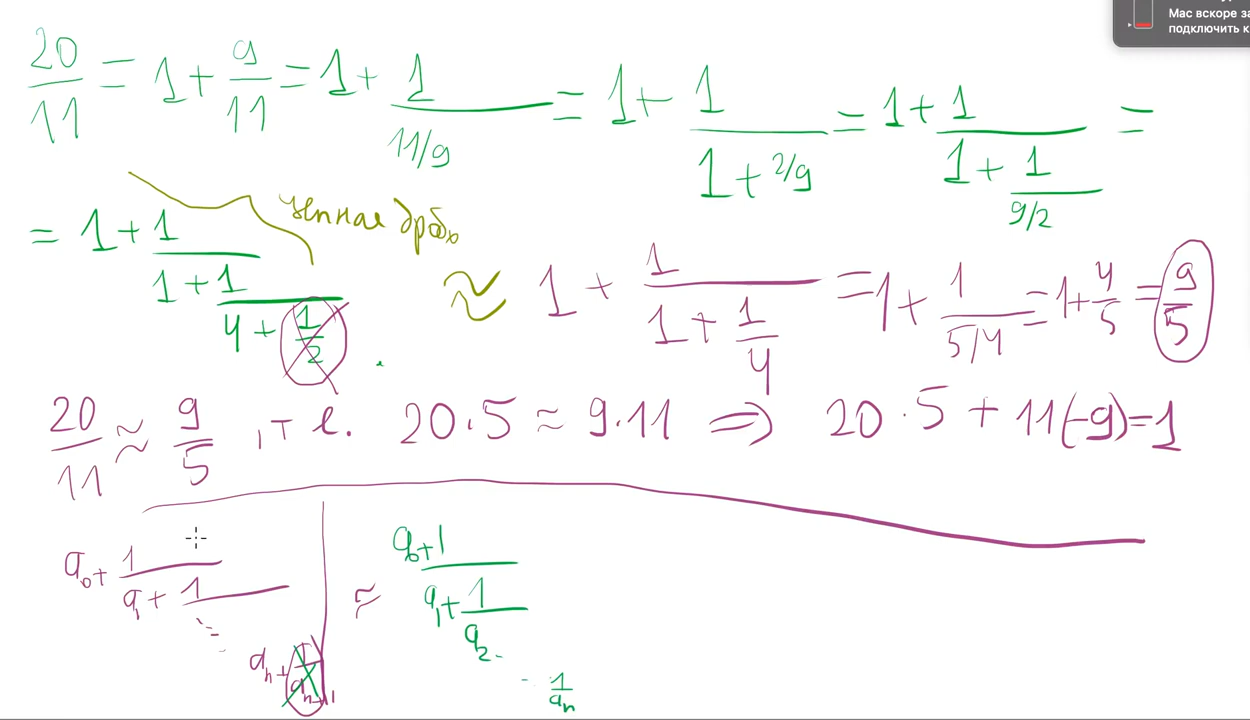 Mac вскоре за
подключить к
20/11 = 1 + 9/11 = 1 + 1/(11/9) = 1 + 1/(1 + 2/9) = 1 + 1/(1 + 1/(9/2)) =
= 1 + 1/(1 + 1/(4 + 1/2)).
цепная дробь
≈ 1 + 1/(1 + 1/4) = 1 + 1/(5/4) = 1 + 4/5 = 9/5
20/11 ≈ 9/5, т е. 20·5 ≈ 9·11 ⇒ 20·5 + 11(-9) = 1
a₀ + 1/(a₁ + 1/(⋱ aₙ + 1/aₙ₊₁)) ≈ a₀ + 1/(a₁ + 1/(a₂ ⋱ 1/aₙ))